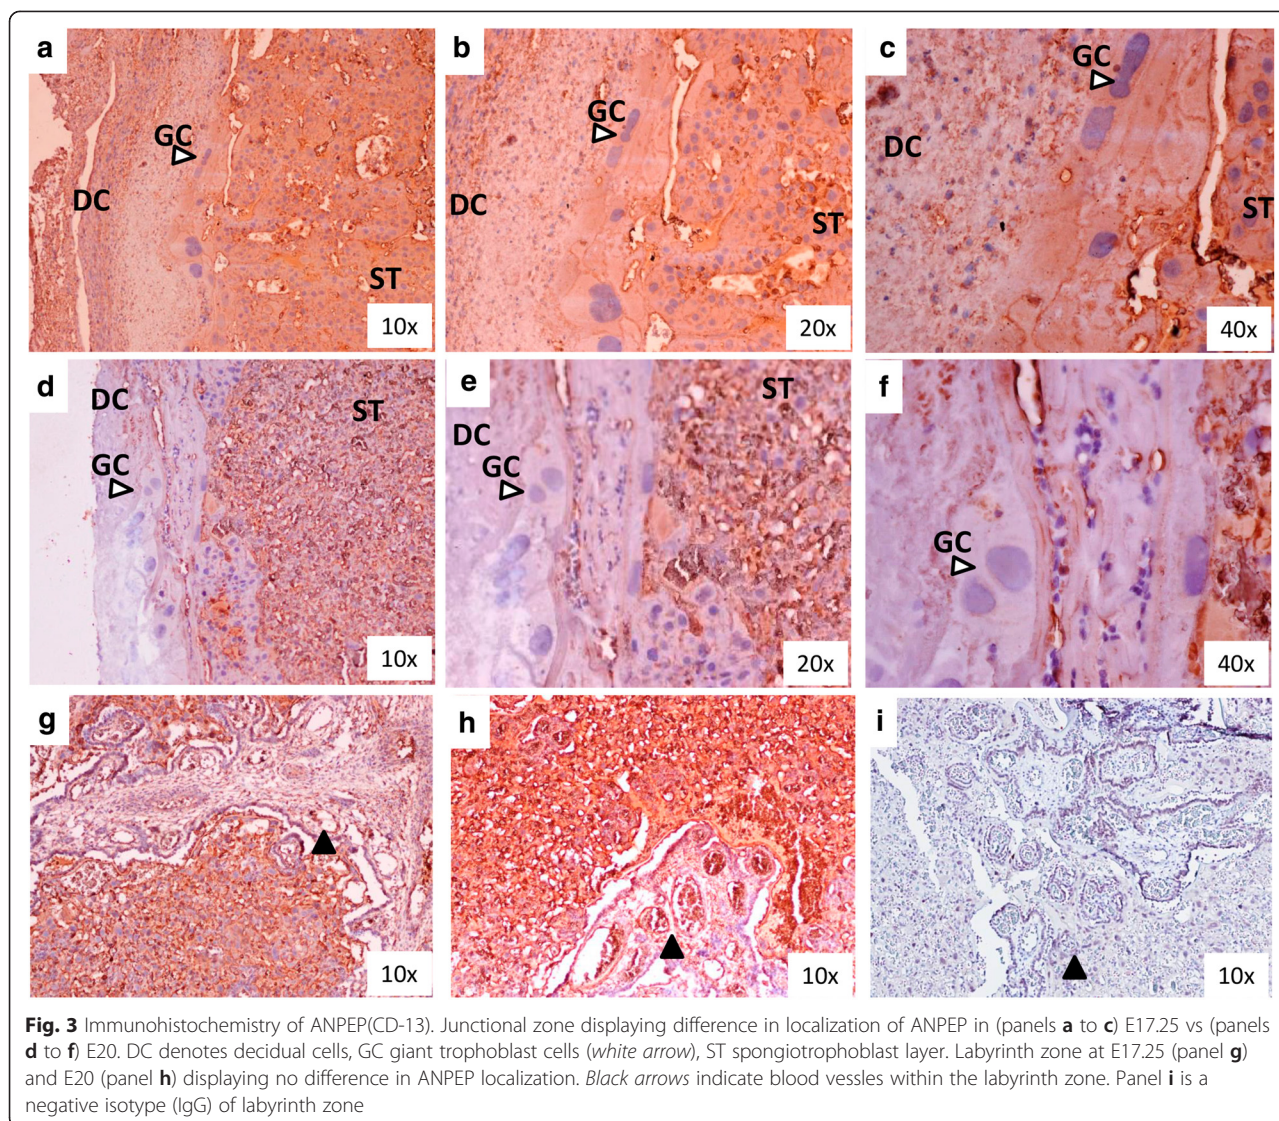 a
GC
DC
ST
10x
b
GC
DC
ST
20x
c
GC
DC
ST
40x
d
DC
GC
ST
10x
e
DC
GC
ST
20x
f
GC
40x
g
10x
h
10x
i
10x
Fig. 3 Immunohistochemistry of ANPEP(CD-13). Junctional zone displaying difference in localization of ANPEP in (panels a to c) E17.25 vs (panels
d to f) E20. DC denotes decidual cells, GC giant trophoblast cells (white arrow), ST spongiotrophoblast layer. Labyrinth zone at E17.25 (panel g)
and E20 (panel h) displaying no difference in ANPEP localization. Black arrows indicate blood vessles within the labyrinth zone. Panel i is a
negative isotype (IgG) of labyrinth zone